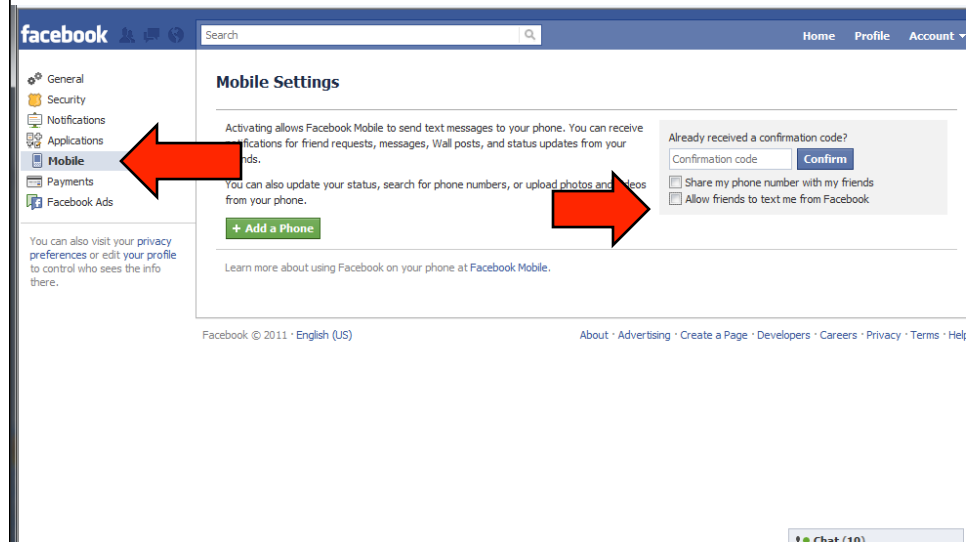 facebook
Search
Home Profile Account
General
Security
Notifications
Applications
Mobile
Payments
Facebook Ads
You can also visit your privacy
preferences or edit your profile
to control who sees the info
there.
Mobile Settings
Activating allows Facebook Mobile to send text messages to your phone. You can receive
for friend requests, messages, Wall posts, and status updates from your
You can also update your status, search for phone numbers, or upload photos and
from your phone.
+ Add a Phone
Learn more about using Facebook on your phone at Facebook Mobile.
Already received a confirmation code?
Confirmation code Confirm
Share my phone number with my friends
Allow friends to text me from Facebook
Facebook © 2011 · English (US)
About · Advertising · Create a Page · Developers · Careers · Privacy · Terms · Help
Chat (10)